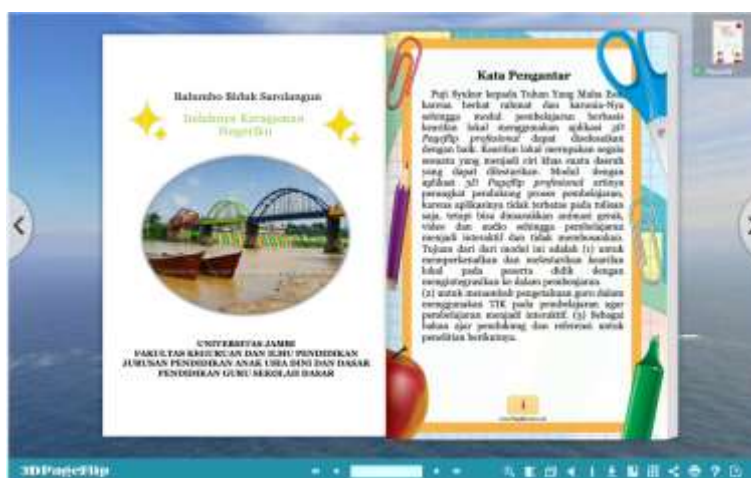 Balumbo Biduk Sarolangun
Indahnya Keragaman
Negeriku
UNIVERSITAS JAMBI
FAKULTAS KEGURUAN DAN ILMU PENDIDIKAN
JURUSAN PENDIDIKAN ANAK USIA DINI DAN DASAR
PENDIDIKAN GURU SEKOLAH DASAR
Kata Pengantar
Puji Syukur kepada Tuhan Yang Maha Esa
karena berkat rahmat dan karunia-Nya
sehingga modul pembelajaran berbasis
kearifan lokal menggunakan aplikasi 3D
Pageflip profesional dapat diselesaikan
dengan baik. Kearifan lokal merupakan segala
sesuatu yang menjadi ciri khas suatu daerah
yang dapat dilestarikan. Modul dengan
aplikasi 3D Pageflip profesional artinya
perangkat pendukung proses pembelajaran,
karena aplikasinya tidak terbatas pada tulisan
saja, tetapi bisa dimasukkan animasi gerak,
video dan audio sehingga pembelajaran
menjadi interaktif dan tidak membosankan.
Tujuan dari dari modul ini adalah (1) untuk
memperkenalkan dan melestarikan kearifan
lokal pada peserta didik dengan
mengintegrasikan ke dalam pembelajaran.
(2) untuk menambah pengetahuan guru dalam
menggunakan TIK pada pembelajaran agar
pembelajaran menjadi interaktif. (3) Sebagai
bahan ajar pendukung dan referensi untuk
penelitian berikutnya.
i
3DPageFlip